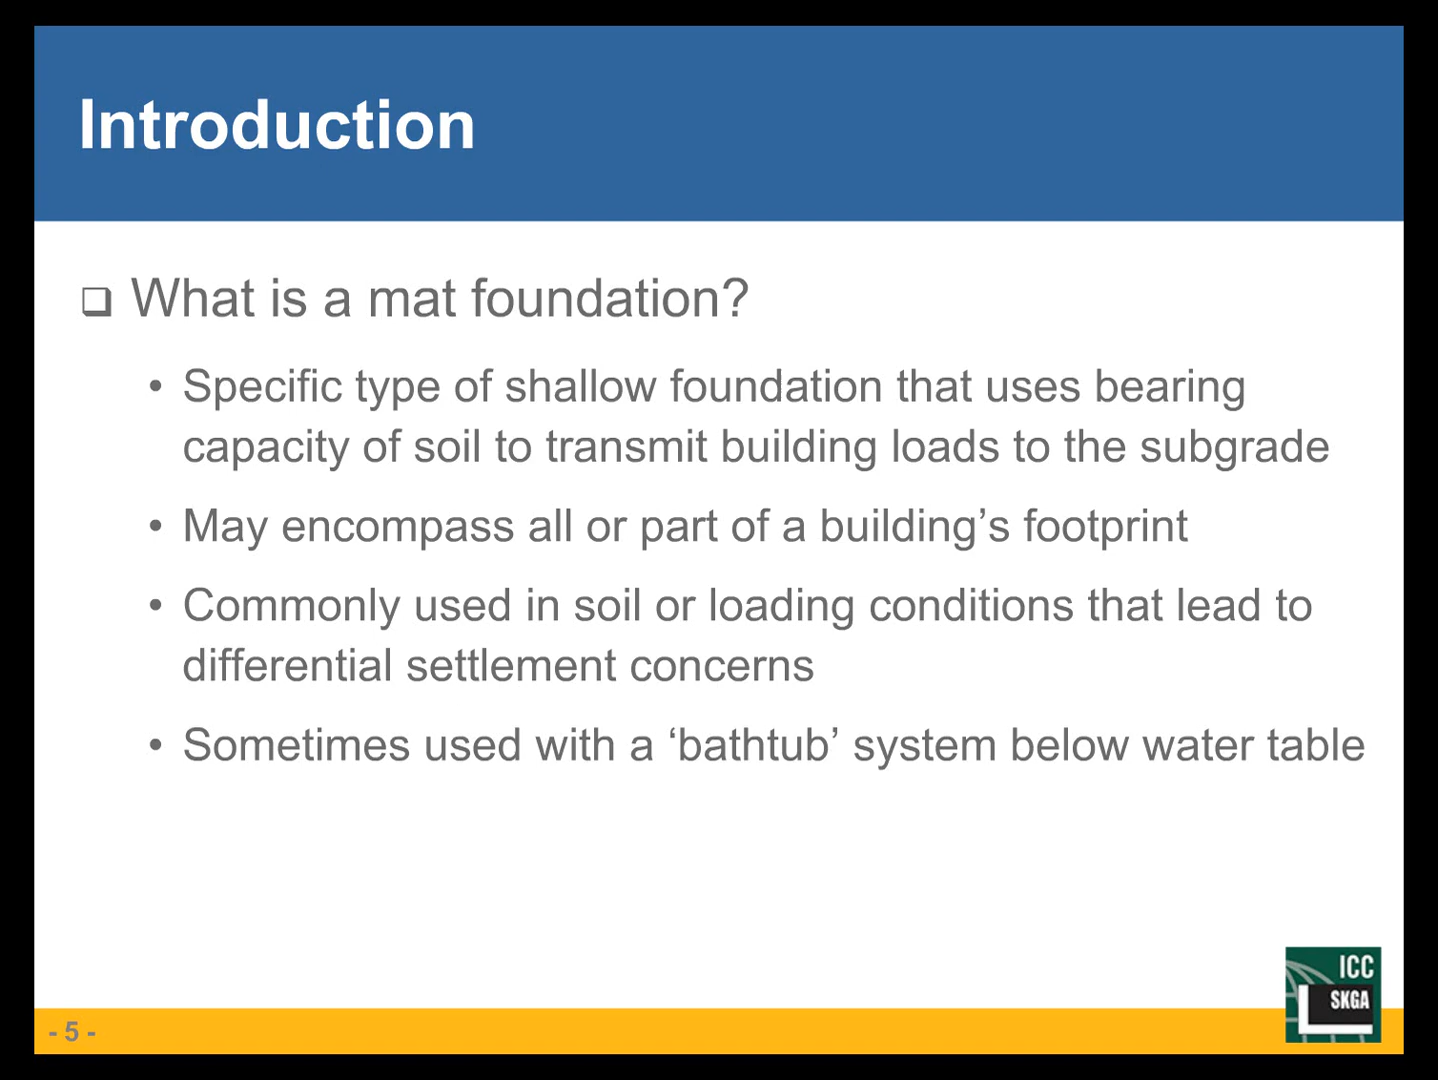 Introduction
What is a mat foundation?
• Specific type of shallow foundation that uses bearing
capacity of soil to transmit building loads to the subgrade
• May encompass all or part of a building’s footprint
• Commonly used in soil or loading conditions that lead to
differential settlement concerns
• Sometimes used with a ‘bathtub’ system below water table
ICC
SKGA
- 5 -